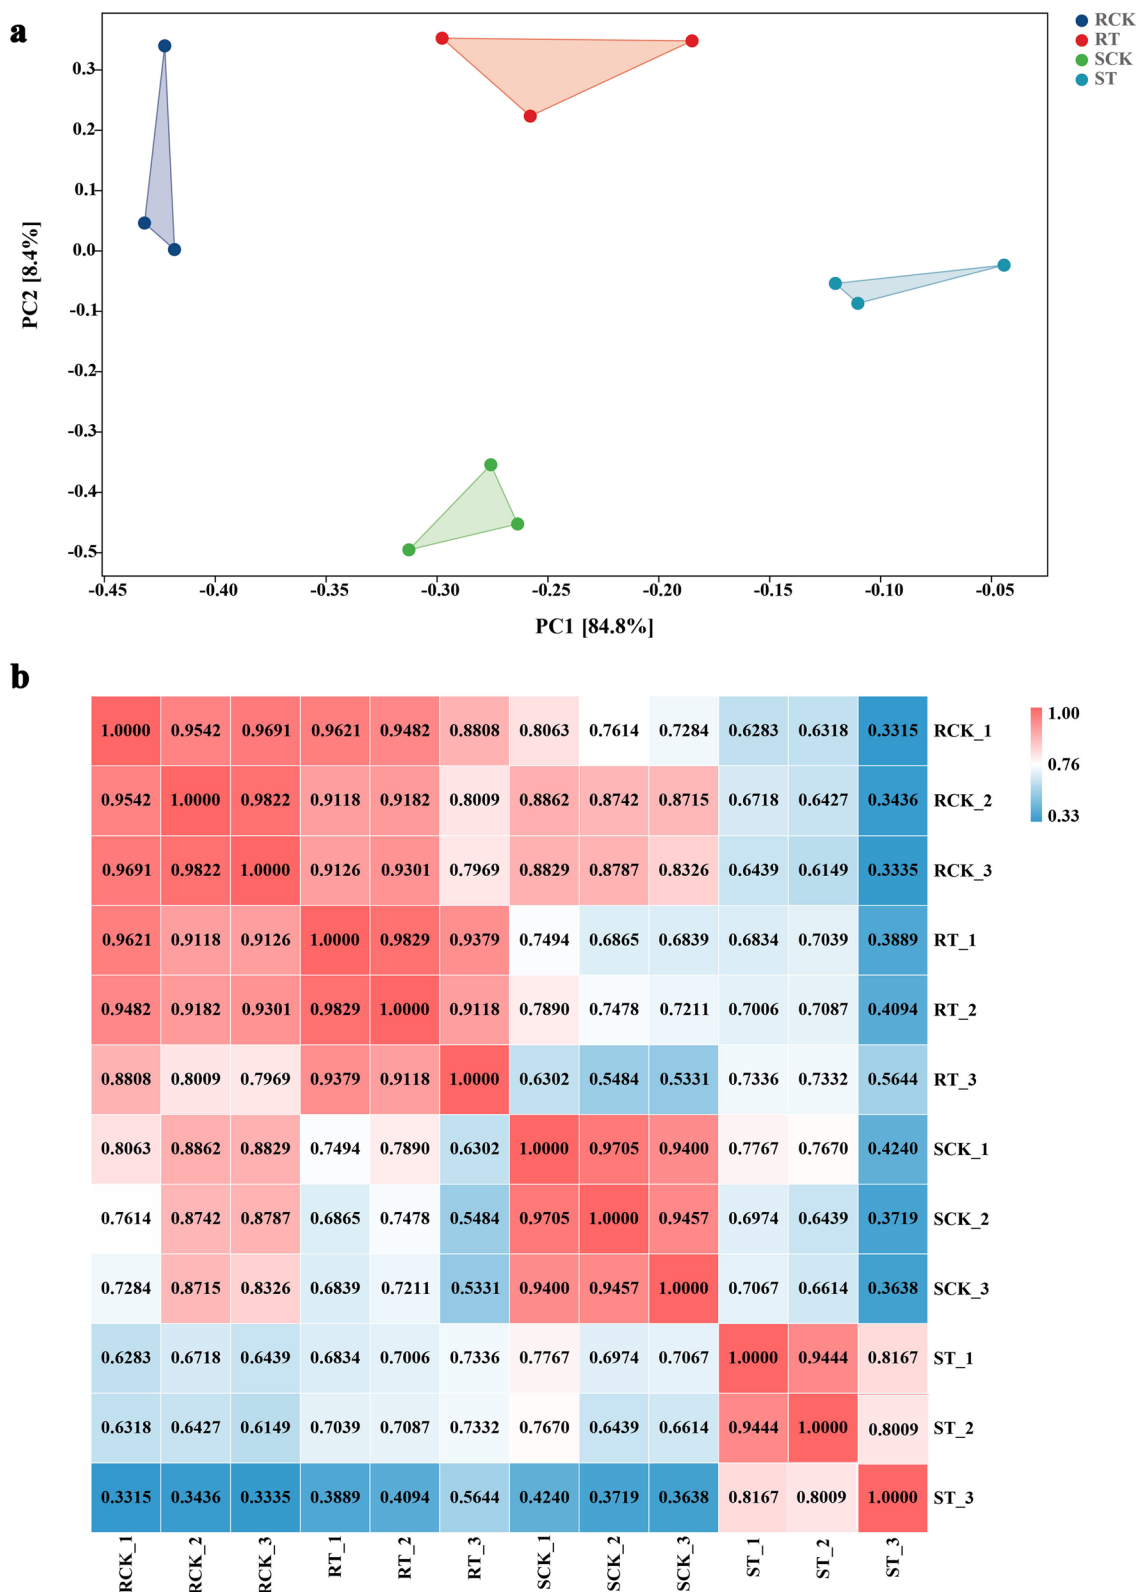 a
RCK
RT
SCK
ST
0.3
0.2
0.1
0.0
-0.1
-0.2
-0.3
-0.4
-0.5
PC2 [8.4%]
-0.45 -0.40 -0.35 -0.30 -0.25 -0.20 -0.15 -0.10 -0.05
PC1 [84.8%]
b
1.0000 0.9542 0.9691 0.9621 0.9482 0.8808 0.8063 0.7614 0.7284 0.6283 0.6318 0.3315 RCK_1
0.9542 1.0000 0.9822 0.9118 0.9182 0.8009 0.8862 0.8742 0.8715 0.6718 0.6427 0.3436 RCK_2
0.9691 0.9822 1.0000 0.9126 0.9301 0.7969 0.8829 0.8787 0.8326 0.6439 0.6149 0.3335 RCK_3
0.9621 0.9118 0.9126 1.0000 0.9829 0.9379 0.7494 0.6865 0.6839 0.6834 0.7039 0.3889 RT_1
0.9482 0.9182 0.9301 0.9829 1.0000 0.9118 0.7890 0.7478 0.7211 0.7006 0.7087 0.4094 RT_2
0.8808 0.8009 0.7969 0.9379 0.9118 1.0000 0.6302 0.5484 0.5331 0.7336 0.7332 0.5644 RT_3
0.8063 0.8862 0.8829 0.7494 0.7890 0.6302 1.0000 0.9705 0.9400 0.7767 0.7670 0.4240 SCK_1
0.7614 0.8742 0.8787 0.6865 0.7478 0.5484 0.9705 1.0000 0.9457 0.6974 0.6439 0.3719 SCK_2
0.7284 0.8715 0.8326 0.6839 0.7211 0.5331 0.9400 0.9457 1.0000 0.7067 0.6614 0.3638 SCK_3
0.6283 0.6718 0.6439 0.6834 0.7006 0.7336 0.7767 0.6974 0.7067 1.0000 0.9444 0.8167 ST_1
0.6318 0.6427 0.6149 0.7039 0.7087 0.7332 0.7670 0.6439 0.6614 0.9444 1.0000 0.8009 ST_2
0.3315 0.3436 0.3335 0.3889 0.4094 0.5644 0.4240 0.3719 0.3638 0.8167 0.8009 1.0000 ST_3
RCK_1 RCK_2 RCK_3 RT_1 RT_2 RT_3 SCK_1 SCK_2 SCK_3 ST_1 ST_2 ST_3
1.00
0.76
0.33